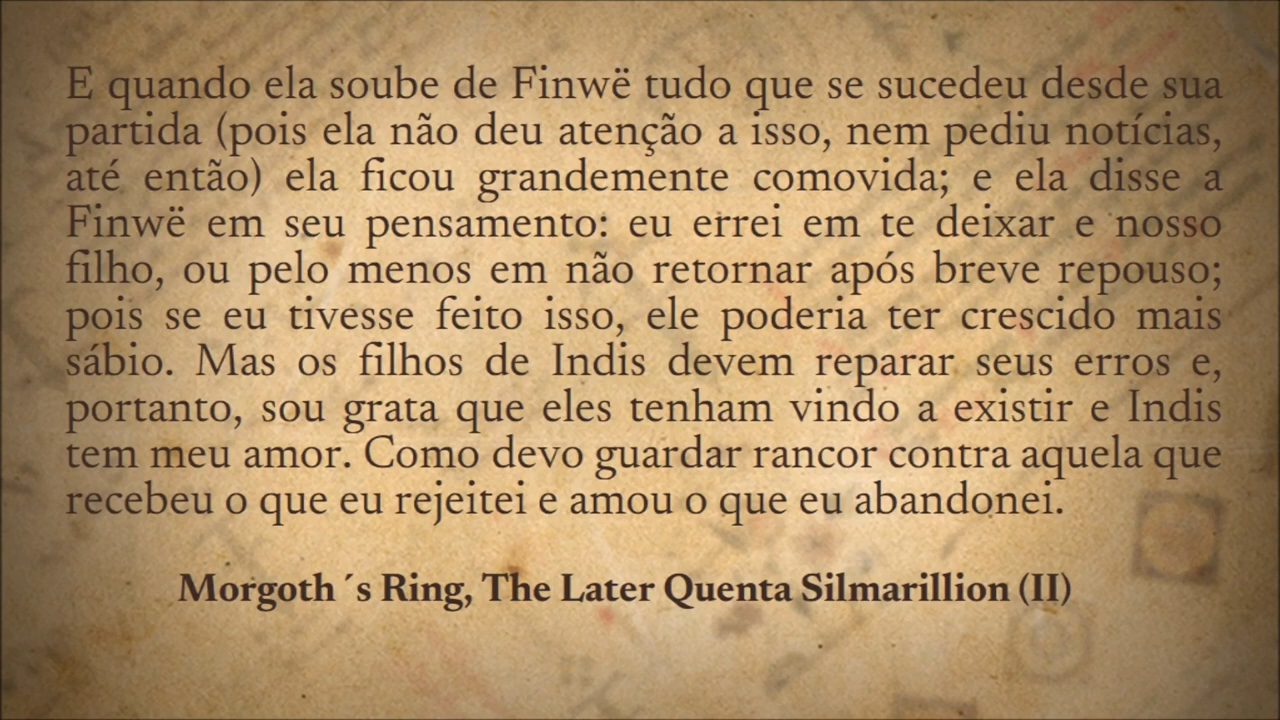 E quando ela soube de Finwë tudo que se sucedeu desde sua
partida (pois ela não deu atenção a isso, nem pediu notícias,
até então) ela ficou grandemente comovida; e ela disse a
Finwë em seu pensamento: eu errei em te deixar e nosso
filho, ou pelo menos em não retornar após breve repouso;
pois se eu tivesse feito isso, ele poderia ter crescido mais
sábio. Mas os filhos de Indis devem reparar seus erros e,
portanto, sou grata que eles tenham vindo a existir e Indis
tem meu amor. Como devo guardar rancor contra aquela que
recebeu o que eu rejeitei e amou o que eu abandonei.
Morgoth ´s Ring, The Later Quenta Silmarillion (II)